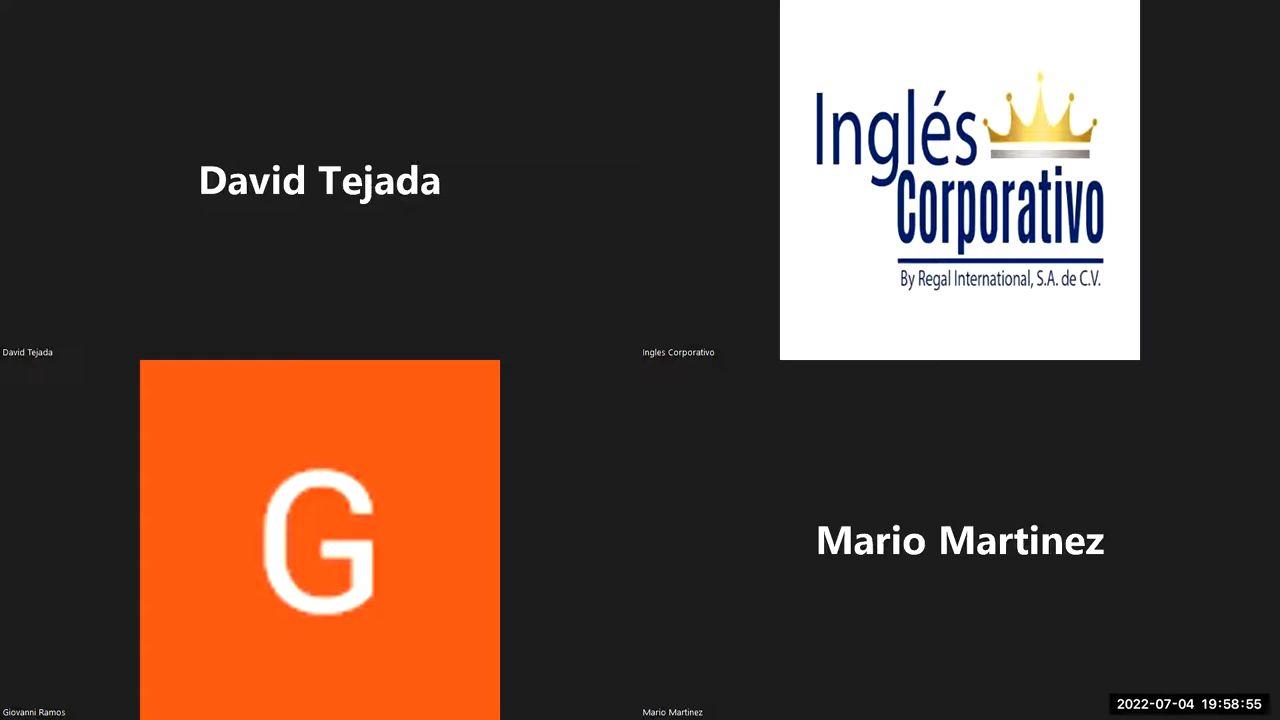 David Tejada
David Tejada
Inglés
Corporativo
By Regal International, S.A. de C.V.
Ingles Corporativo
G
Giovanni Ramos
Mario Martinez
Mario Martinez
2022-07-04 19:58:55